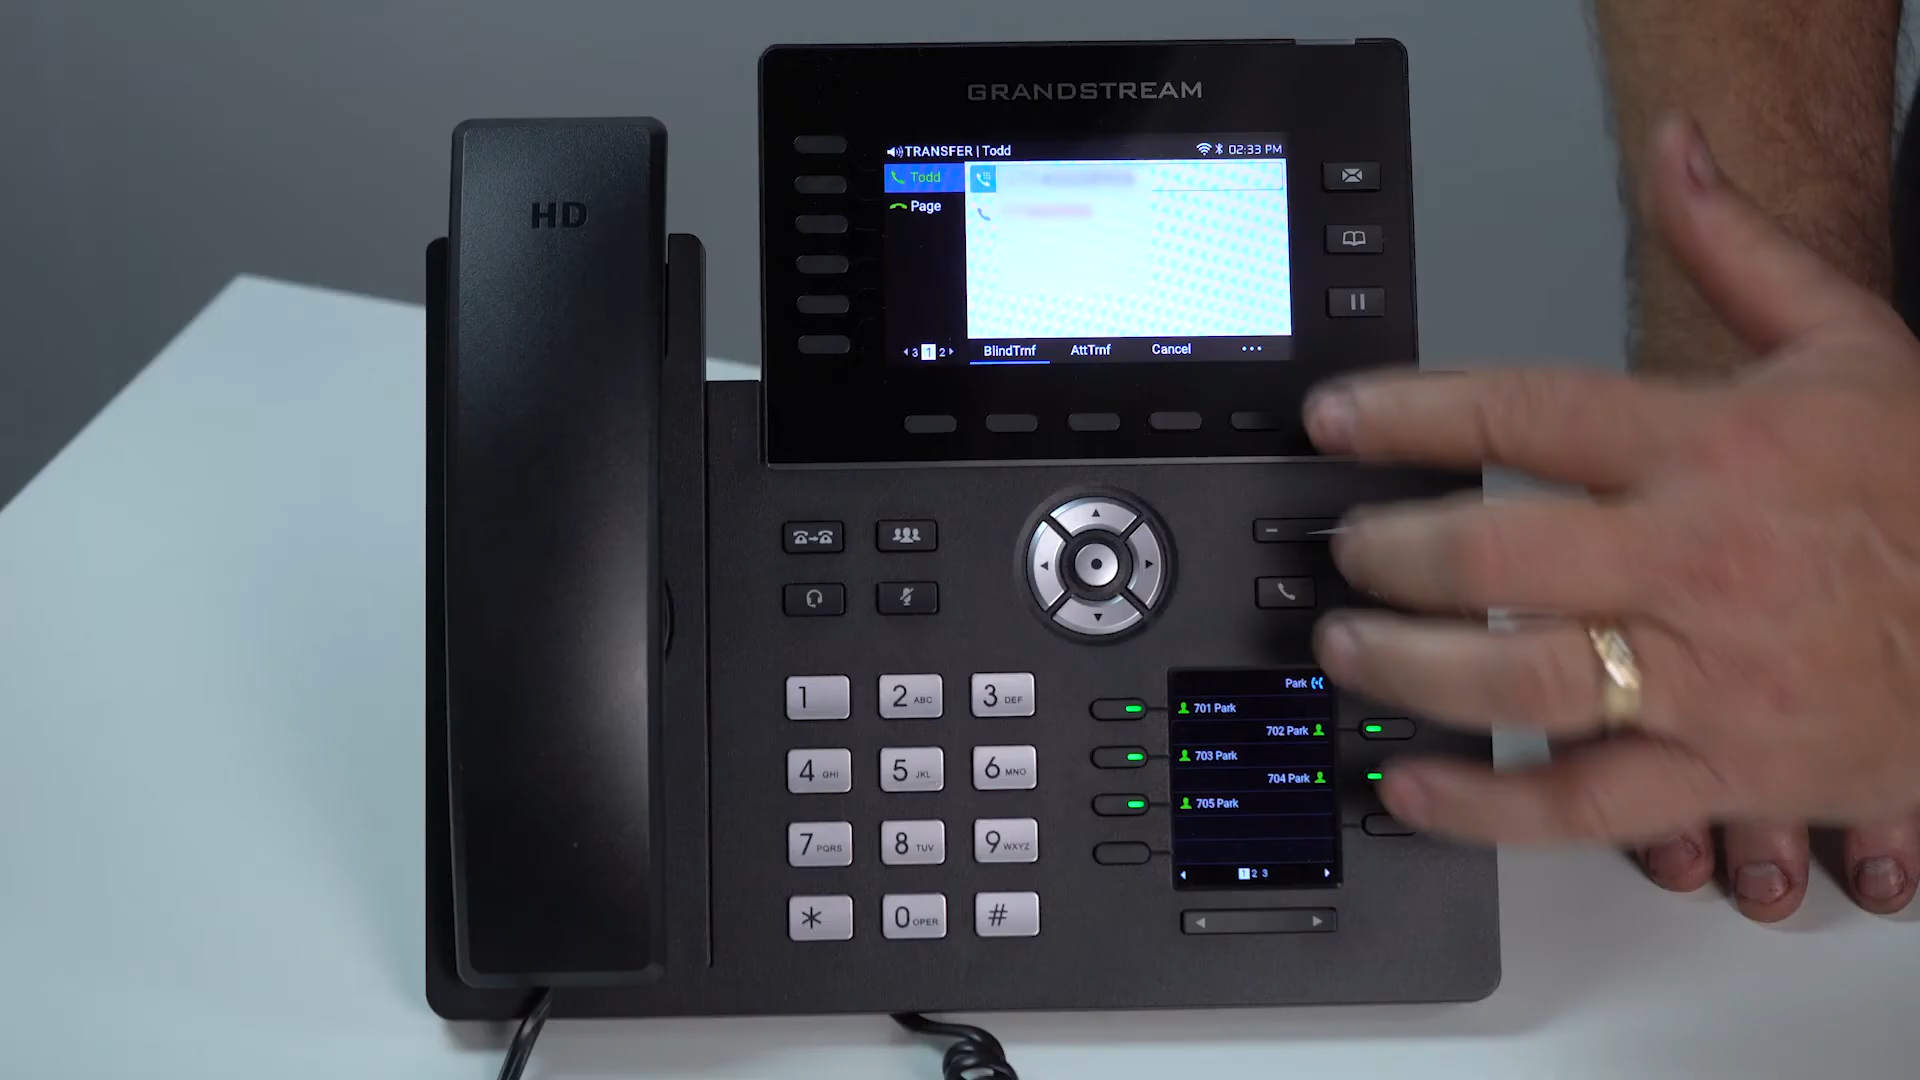 GRANDSTREAM
TRANSFER | Todd
02:33 PM
Todd
Page
3 1 2
BlindTrnf AttTrnf Cancel ...
HD
1 2 ABC 3 DEF
4 GHI 5 JKL 6 MNO
7 PQRS 8 TUV 9 WXYZ
* 0 OPER #
Park
701 Park
702 Park
703 Park
704 Park
705 Park
1 2 3